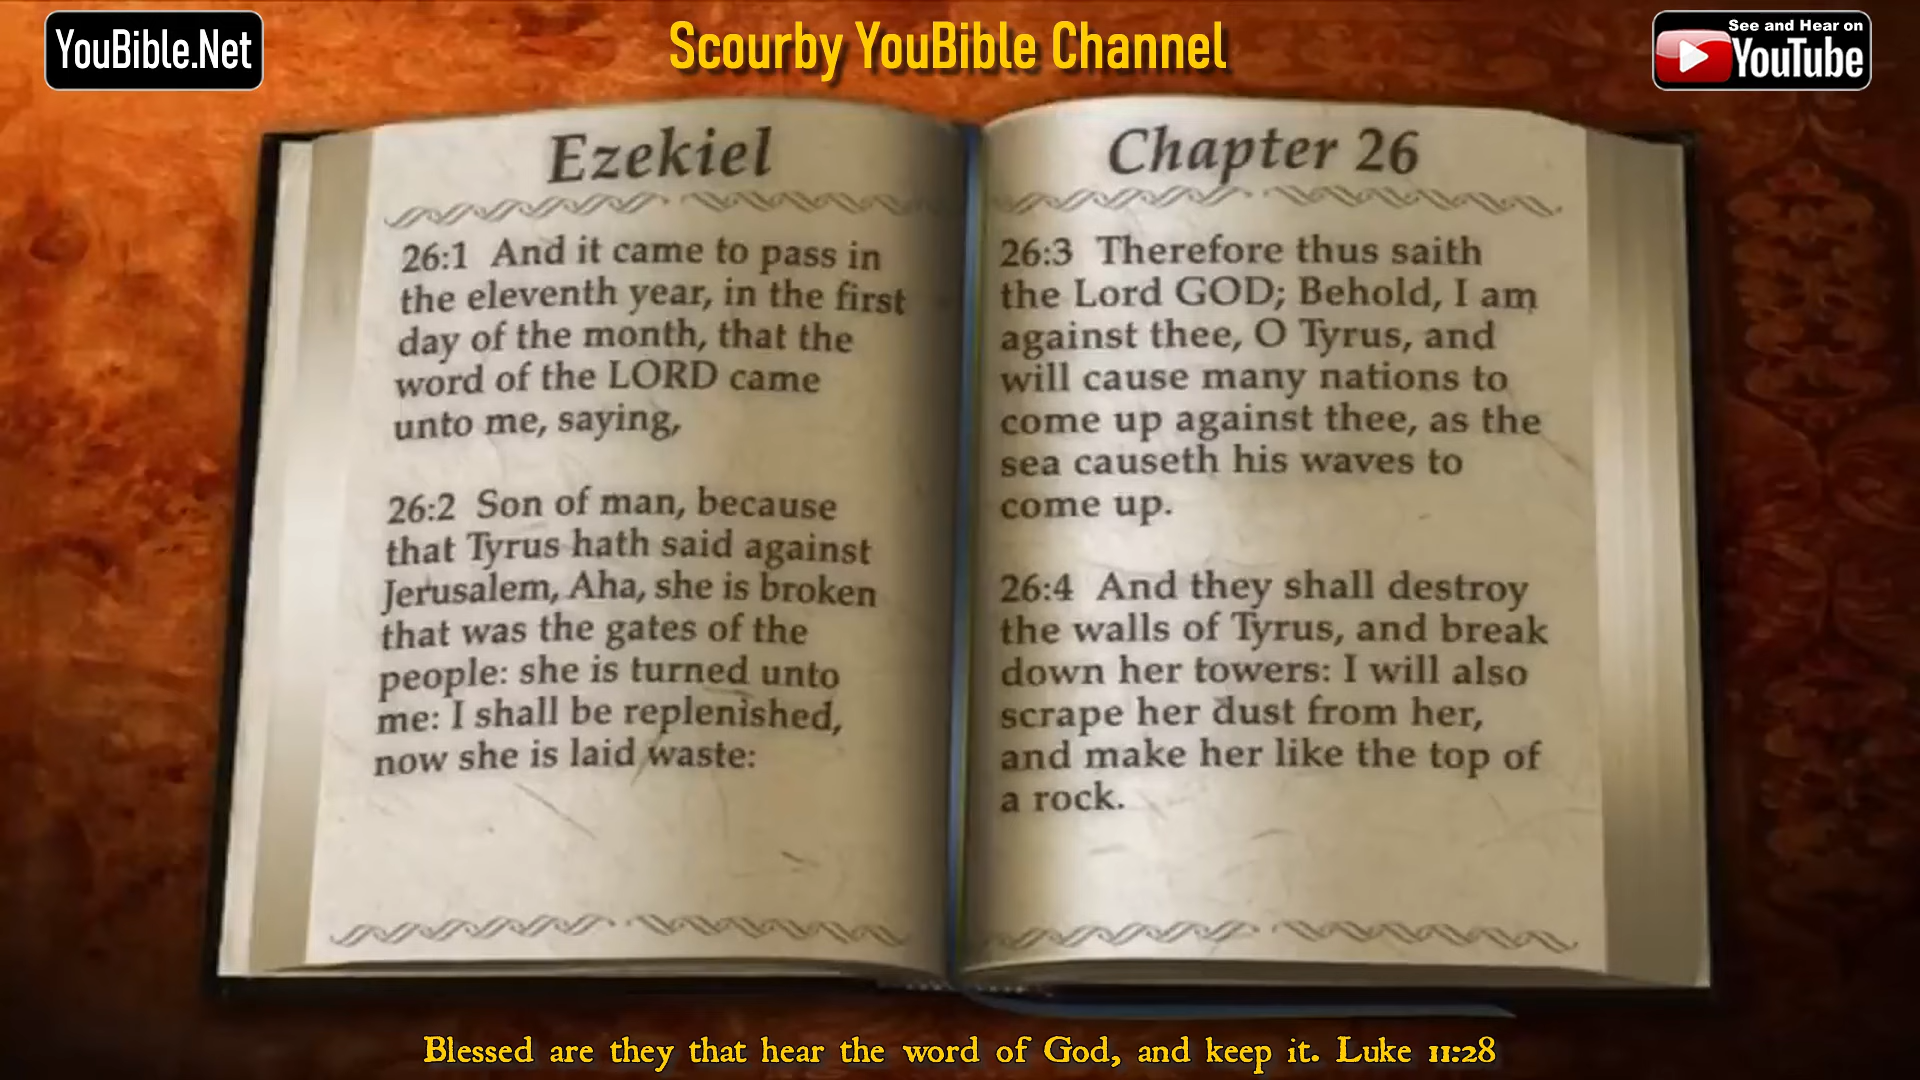 YouBible.Net
Scourby YouBible Channel
See and Hear on
YouTube
Ezekiel
26:1 And it came to pass in
the eleventh year, in the first
day of the month, that the
word of the LORD came
unto me, saying,
26:2 Son of man, because
that Tyrus hath said against
Jerusalem, Aha, she is broken
that was the gates of the
people: she is turned unto
me: I shall be replenished,
now she is laid waste:
Chapter 26
26:3 Therefore thus saith
the Lord GOD; Behold, I am
against thee, O Tyrus, and
will cause many nations to
come up against thee, as the
sea causeth his waves to
come up.
26:4 And they shall destroy
the walls of Tyrus, and break
down her towers: I will also
scrape her dust from her,
and make her like the top of
a rock.
Blessed are they that hear the word of God, and keep it. Luke 11:28